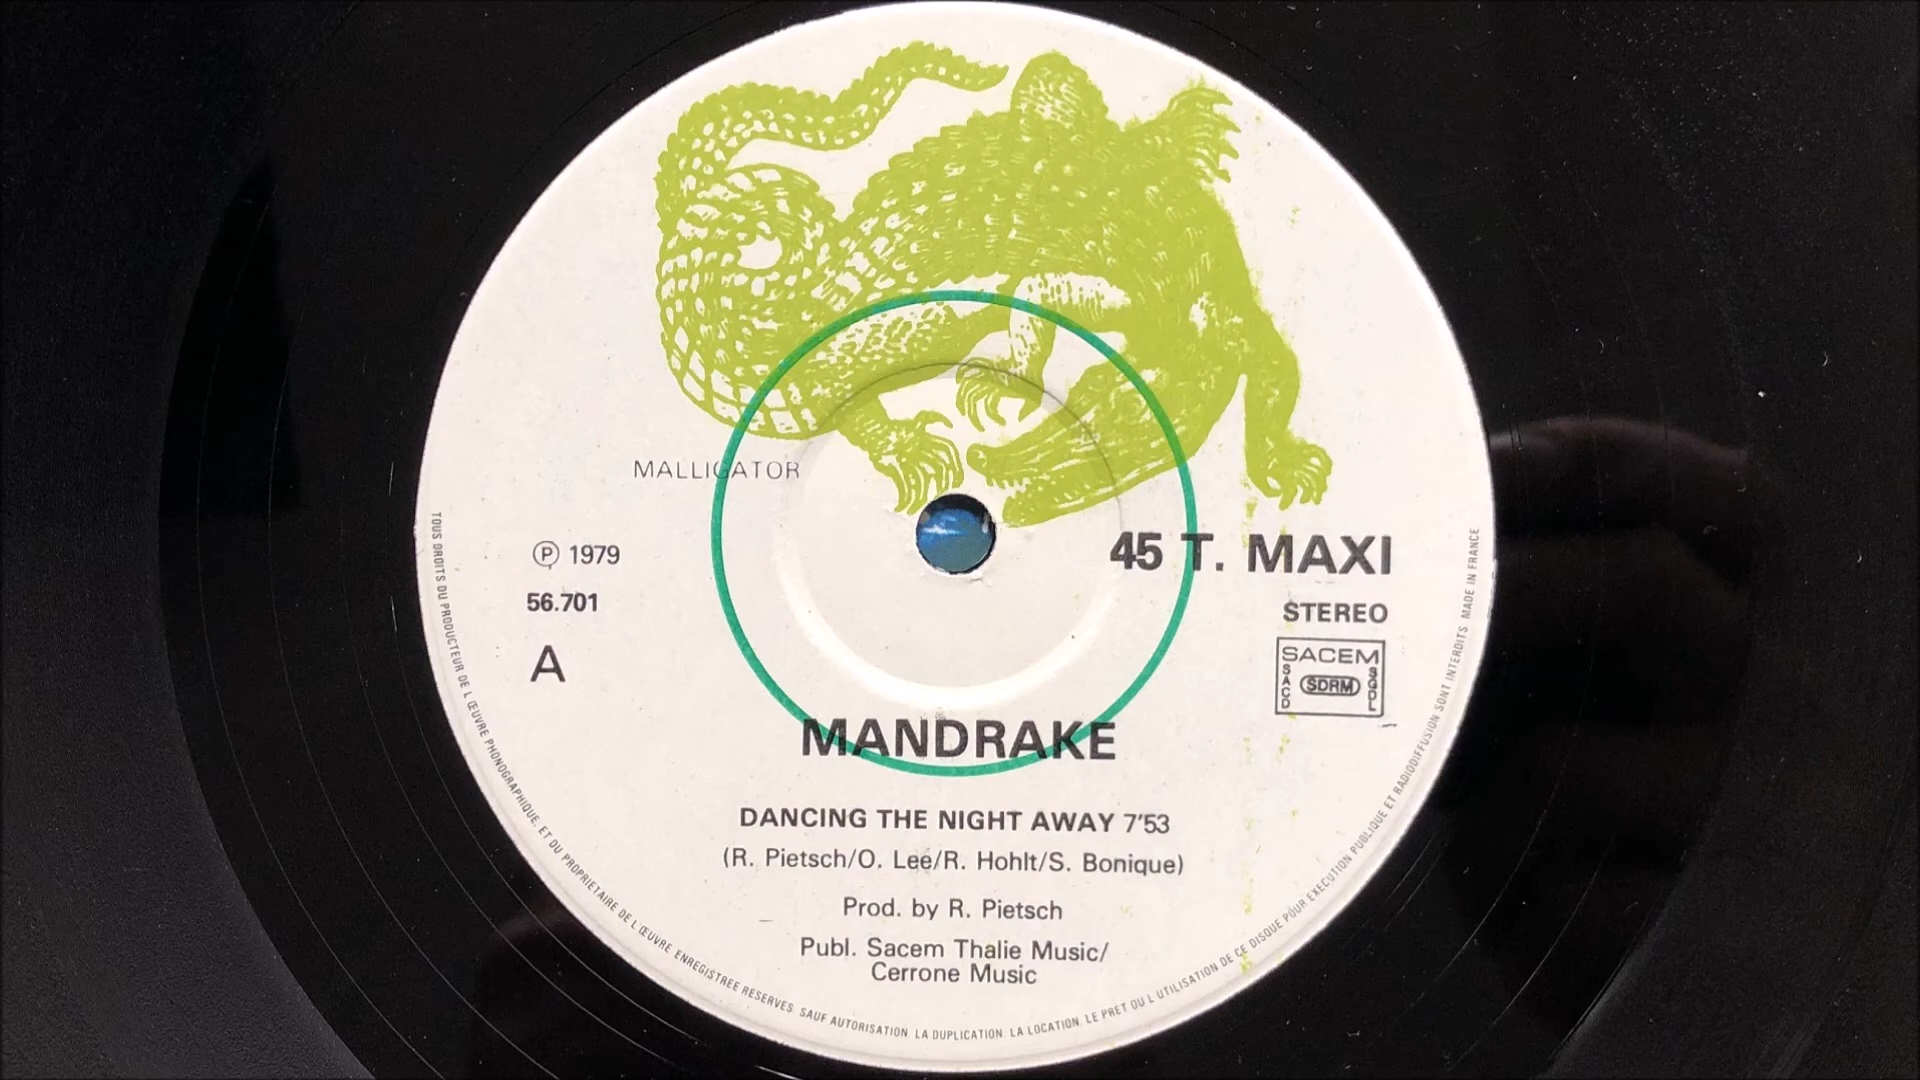 MALLIGATOR
℗ 1979
56.701
A
45 T. MAXI
STEREO
SACEM
SACD
SDRM
SGDL
MANDRAKE
DANCING THE NIGHT AWAY 7'53
(R. Pietsch/O. Lee/R. Hohlt/S. Bonique)
Prod. by R. Pietsch
Publ. Sacem Thalie Music/
Cerrone Music
TOUS DROITS DU PRODUCTEUR DE L ŒUVRE PHONOGRAPHIQUE, ET DU PROPRIETAIRE DE L'ŒUVRE ENREGISTREE RESERVES. SAUF AUTORISATION. LA DUPLICATION. LA LOCATION. LE PRET OU L UTILISATION DE CE DISQUE POUR EXECUTION PUBLIQUE ET RADIODIFFUSION SONT INTERDITS. MADE IN FRANCE